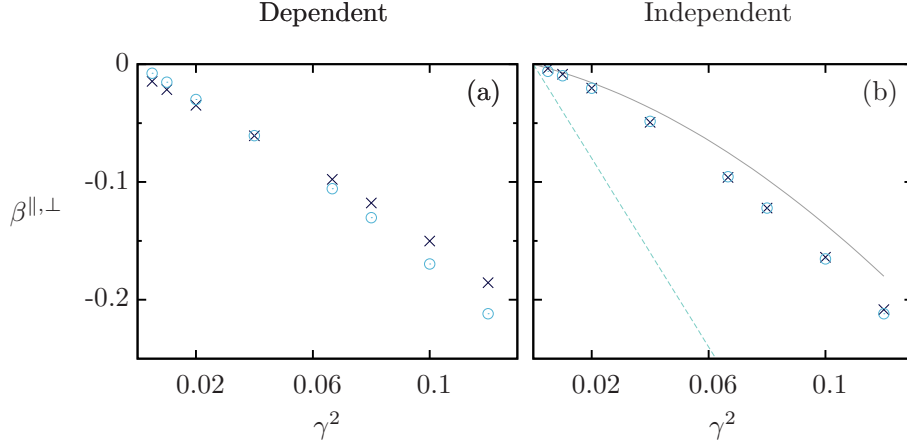 Dependent Independent
0 (a) (b)
-0.1
β∥,⊥
-0.2
0.02 0.06 0.1 0.02 0.06 0.1
γ² γ²